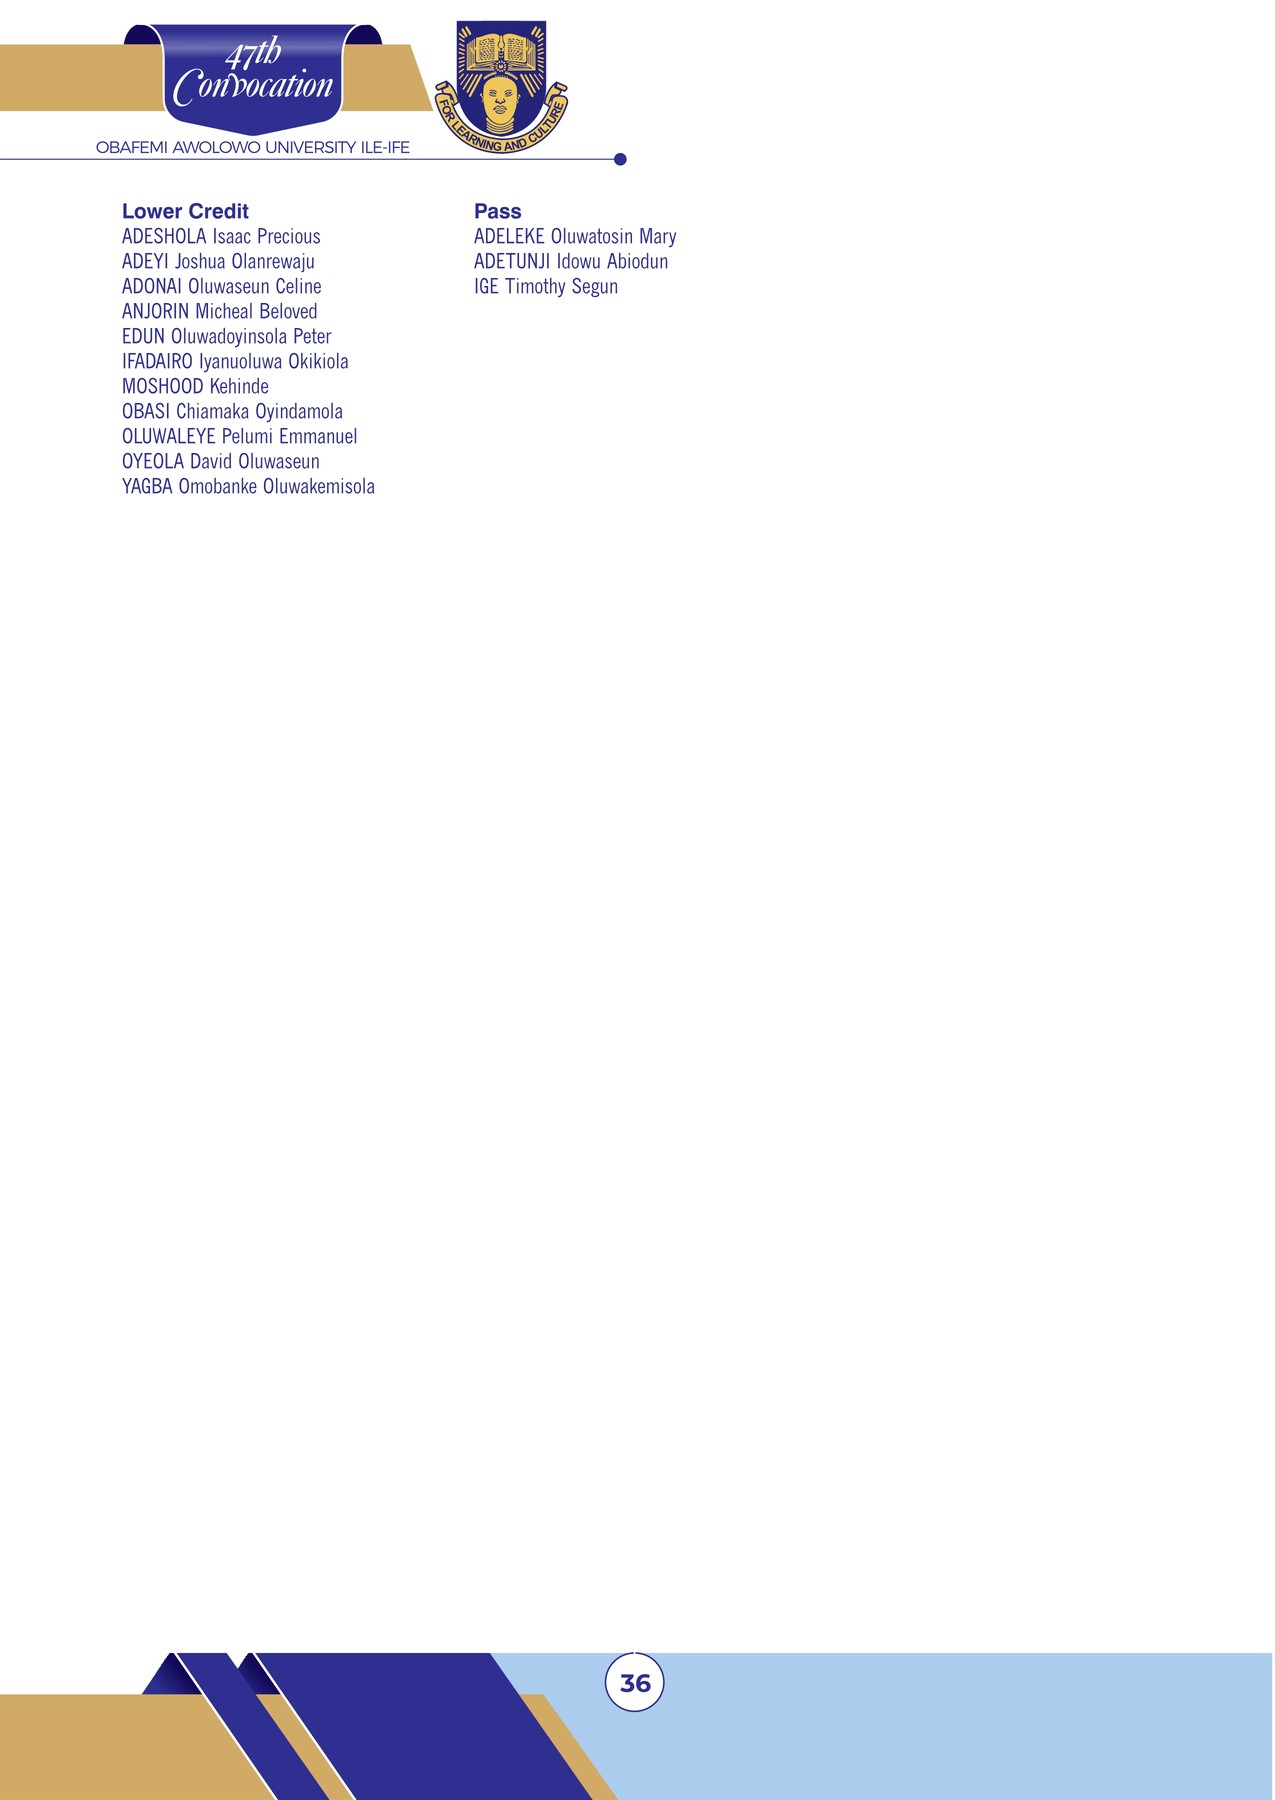 47th
Convocation
FOR LEARNING AND CULTURE
OBAFEMI AWOLOWO UNIVERSITY ILE-IFE
Lower Credit
ADESHOLA Isaac Precious
ADEYI Joshua Olanrewaju
ADONAI Oluwaseun Celine
ANJORIN Micheal Beloved
EDUN Oluwadoyinsola Peter
IFADAIRO Iyanuoluwa Okikiola
MOSHOOD Kehinde
OBASI Chiamaka Oyindamola
OLUWALEYE Pelumi Emmanuel
OYEOLA David Oluwaseun
YAGBA Omobanke Oluwakemisola
Pass
ADELEKE Oluwatosin Mary
ADETUNJI Idowu Abiodun
IGE Timothy Segun
36